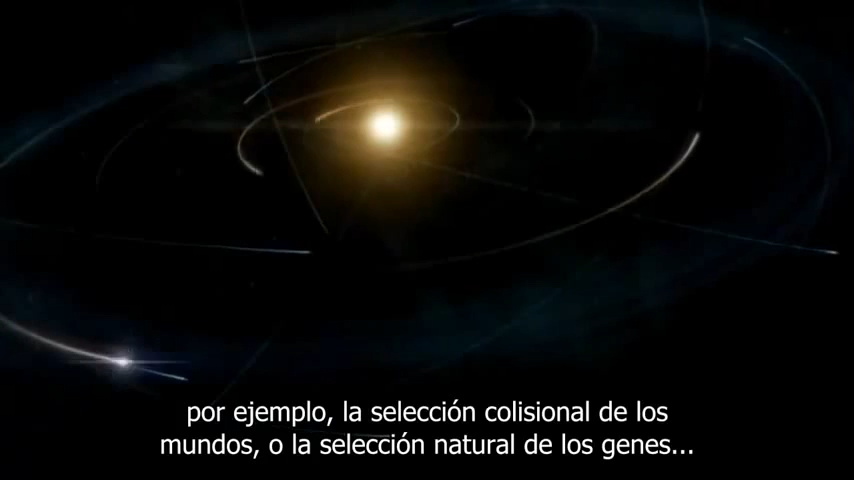 por ejemplo, la selección colisional de los
mundos, o la selección natural de los genes...